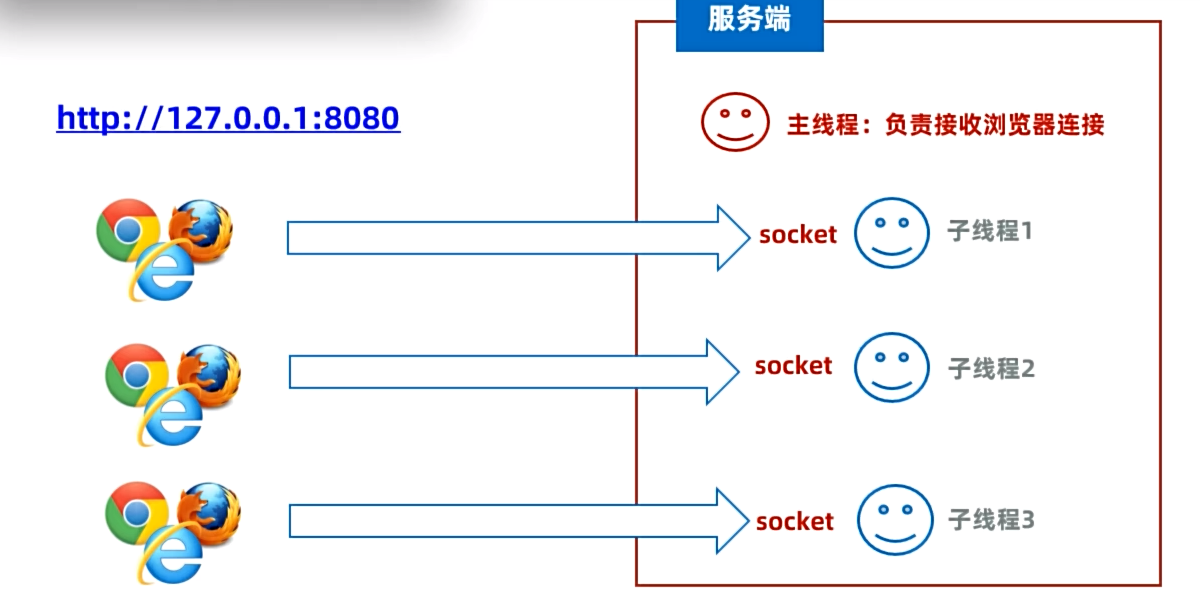 服务端
http://127.0.0.1:8080
主线程：负责接收浏览器连接
socket 子线程1
socket 子线程2
socket 子线程3